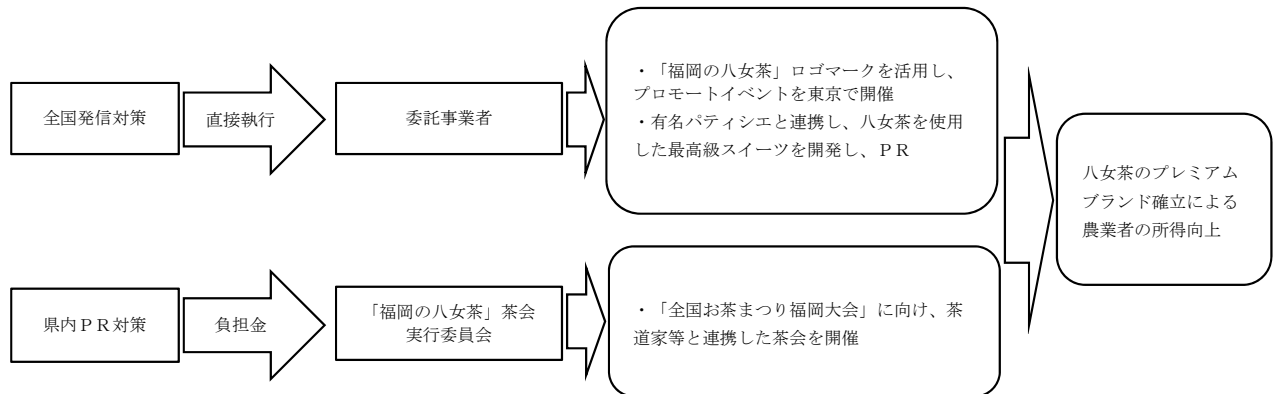 全国発信対策
直接執行
委託事業者
・「福岡の八女茶」ロゴマークを活用し、
プロモートイベントを東京で開催
・有名パティシエと連携し、八女茶を使用
した最高級スイーツを開発し、ＰＲ
県内ＰＲ対策
負担金
「福岡の八女茶」茶会
実行委員会
・「全国お茶まつり福岡大会」に向け、茶
道家等と連携した茶会を開催
八女茶のプレミアム
ブランド確立による
農業者の所得向上